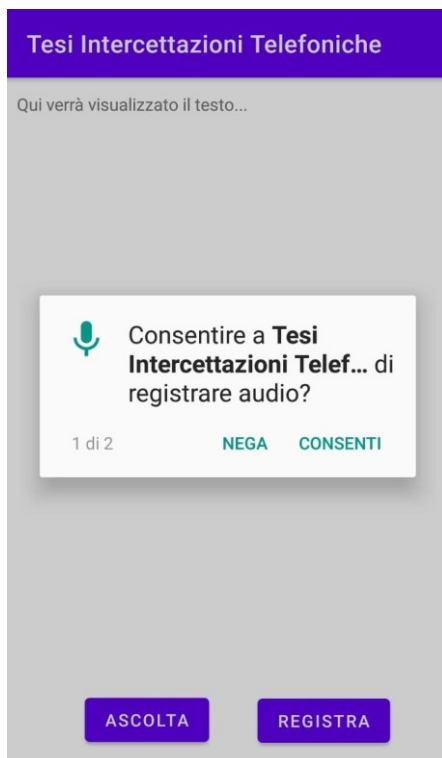 Tesi Intercettazioni Telefoniche
Qui verrà visualizzato il testo...
Consentire a Tesi
Intercettazioni Telef... di
registrare audio?
1 di 2 NEGA CONSENTI
ASCOLTA REGISTRA